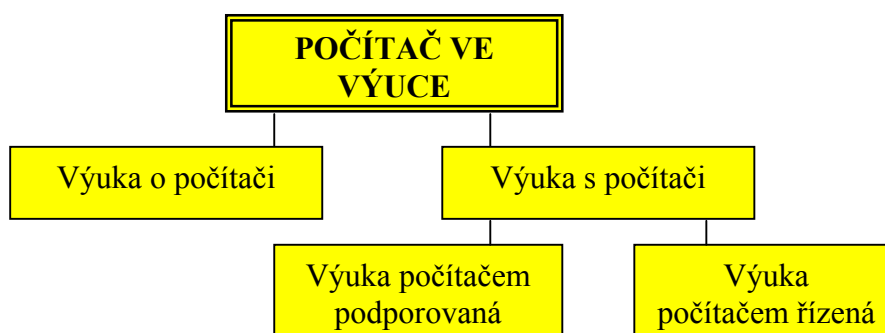 POČÍTAČ VE
VÝUCE
Výuka o počítači
Výuka s počítači
Výuka počítačem
podporovaná
Výuka
počítačem řízená